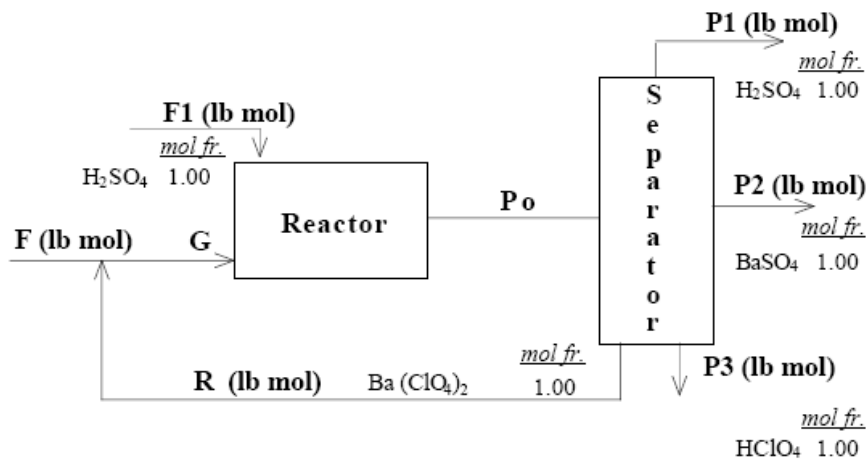 P1 (lb mol)
mol fr.
H₂SO₄ 1.00
Separator
F1 (lb mol)
mol fr.
H₂SO₄ 1.00
Reactor
Po
P2 (lb mol)
mol fr.
BaSO₄ 1.00
F (lb mol)
G
R (lb mol)
Ba (ClO₄)₂
mol fr.
1.00
P3 (lb mol)
mol fr.
HClO₄ 1.00